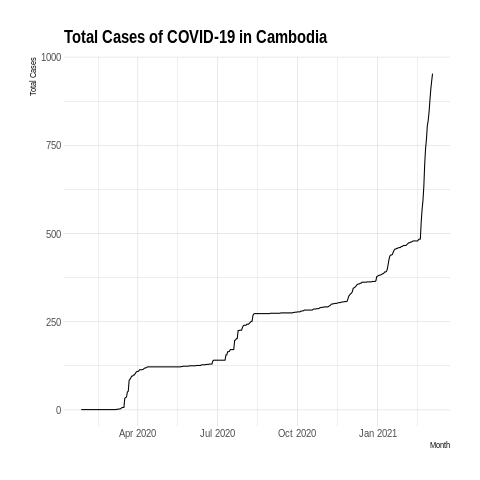 Total Cases of COVID-19 in Cambodia
Total Cases
1000
750
500
250
0
Apr 2020
Jul 2020
Oct 2020
Jan 2021
Month